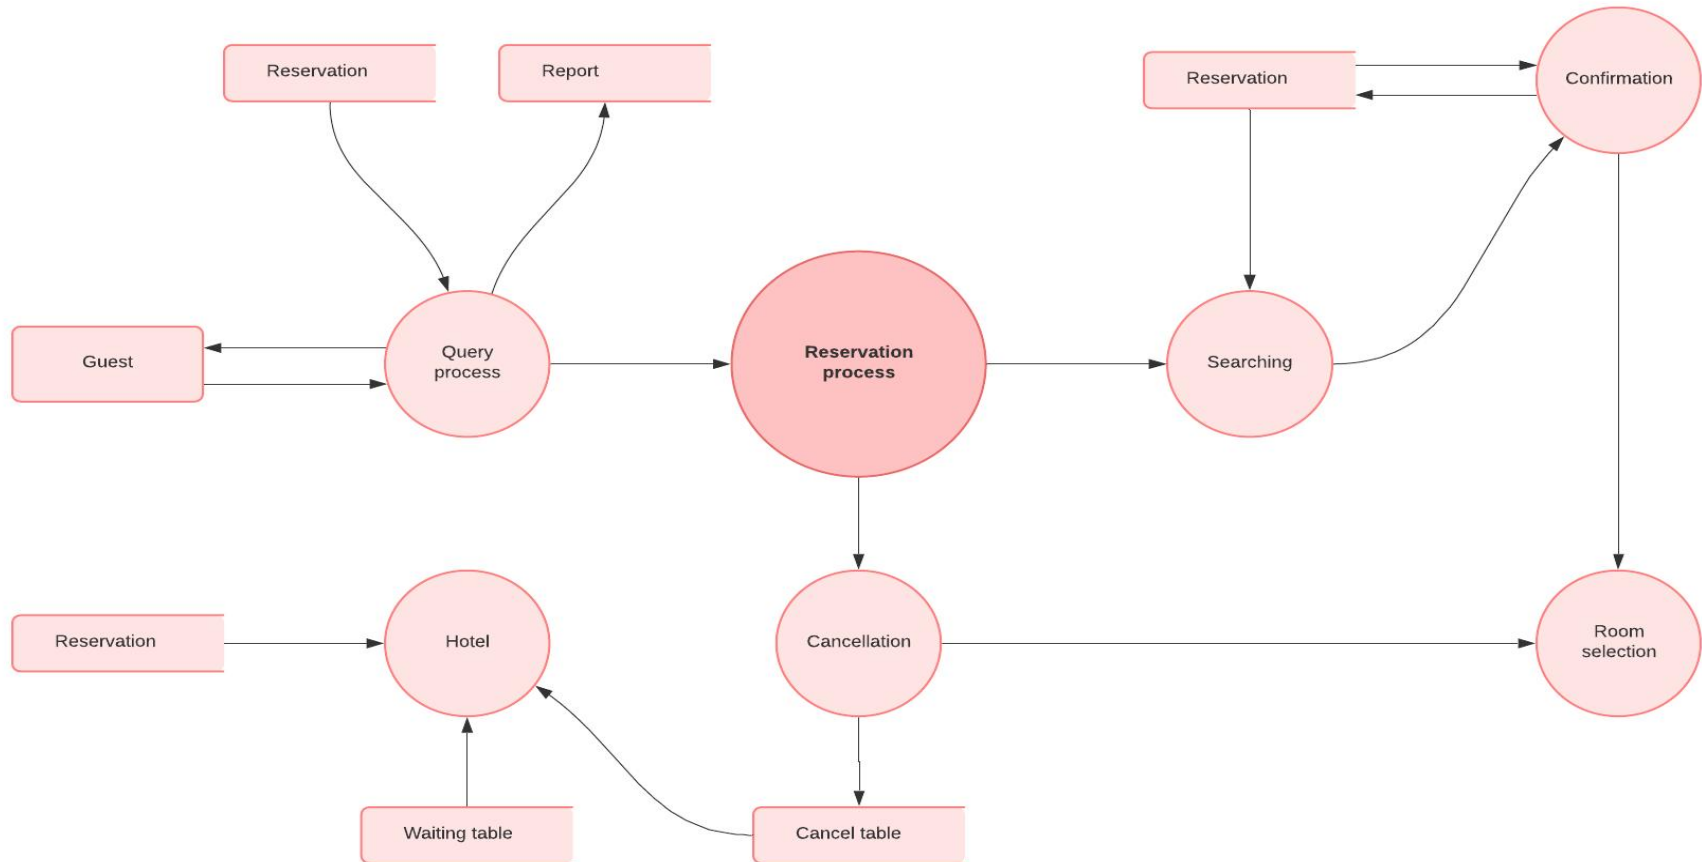 Reservation
Report
Reservation
Confirmation
Guest
Query
process
Reservation
process
Searching
Reservation
Hotel
Cancellation
Room
selection
Waiting table
Cancel table